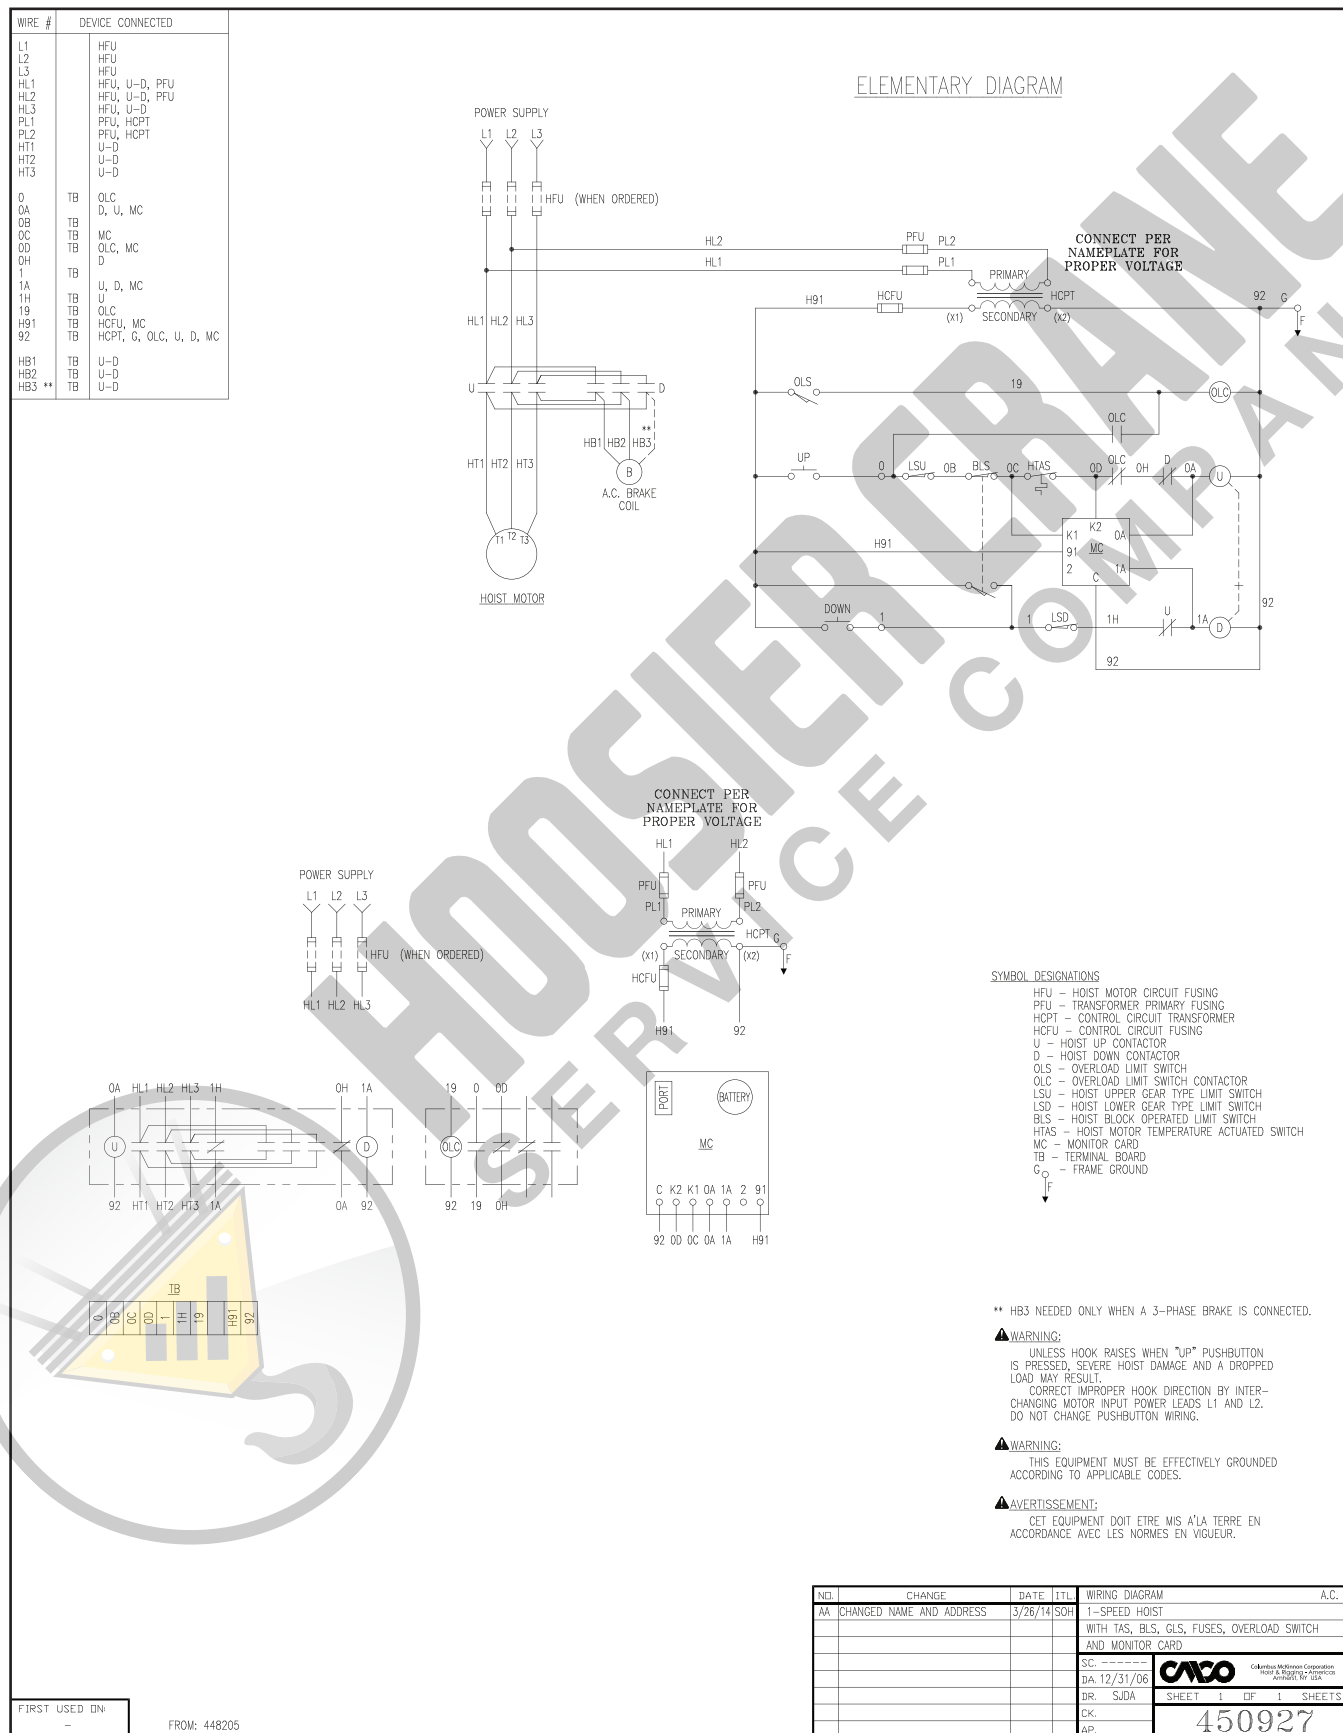 WIRE # DEVICE CONNECTED
L1 HFU
L2 HFU
L3 HFU
HL1 HFU, U-D, PFU
HL2 HFU, U-D, PFU
HL3 HFU, U-D
PL1 PFU, HCPT
PL2 PFU, HCPT
HT1 U-D
HT2 U-D
HT3 U-D
0 TB OLC
0A D, U, MC
0B TB
0C TB MC
0D TB OLC, MC
0H D
1 TB
1A U, D, MC
1H TB U
19 TB OLC
H91 TB HCFU, MC
92 TB HCPT, G, OLC, U, D, MC
HB1 TB U-D
HB2 TB U-D
HB3 ** TB U-D
ELEMENTARY DIAGRAM
POWER SUPPLY
L1 L2 L3
HFU (WHEN ORDERED)
HL2 PFU PL2
HL1 PL1
CONNECT PER
NAMEPLATE FOR
PROPER VOLTAGE
PRIMARY
H91 HCFU HCPT 92 G
(X1) SECONDARY (X2) F
HL1 HL2 HL3
U D
OLS 19 OLC
**
HB1 HB2 HB3
OLC
HT1 HT2 HT3
B
A.C. BRAKE
COIL
UP 0 LSU 0B BLS 0C HTAS 0D OLC 0H D 0A U
T1 T2 T3
HOIST MOTOR
K1 K2 0A
H91 91 MC
2 C 1A
DOWN 1 1 LSD 1H U 1A D
92
92
CONNECT PER
NAMEPLATE FOR
PROPER VOLTAGE
HL1 HL2
PFU PFU
PL1 PL2
PRIMARY
HCPT G
(X1) SECONDARY (X2) F
HCFU
H91 92
POWER SUPPLY
L1 L2 L3
HFU (WHEN ORDERED)
HL1 HL2 HL3
SYMBOL DESIGNATIONS
HFU - HOIST MOTOR CIRCUIT FUSING
PFU - TRANSFORMER PRIMARY FUSING
HCPT - CONTROL CIRCUIT TRANSFORMER
HCFU - CONTROL CIRCUIT FUSING
U - HOIST UP CONTACTOR
D - HOIST DOWN CONTACTOR
OLS - OVERLOAD LIMIT SWITCH
OLC - OVERLOAD LIMIT SWITCH CONTACTOR
LSU - HOIST UPPER GEAR TYPE LIMIT SWITCH
LSD - HOIST LOWER GEAR TYPE LIMIT SWITCH
BLS - HOIST BLOCK OPERATED LIMIT SWITCH
HTAS - HOIST MOTOR TEMPERATURE ACTUATED SWITCH
MC - MONITOR CARD
TB - TERMINAL BOARD
G - FRAME GROUND
F
0A HL1 HL2 HL3 1H 0H 1A
U D
92 HT1 HT2 HT3 1A 0A 92
19 0 0D
OLC
92 19 0H
PORT BATTERY
MC
C K2 K1 0A 1A 2 91
92 0D 0C 0A 1A H91
TB
0 0B 0C 0D 1 1H 19 H91 92
** HB3 NEEDED ONLY WHEN A 3-PHASE BRAKE IS CONNECTED.
WARNING:
UNLESS HOOK RAISES WHEN "UP" PUSHBUTTON
IS PRESSED, SEVERE HOIST DAMAGE AND A DROPPED
LOAD MAY RESULT.
CORRECT IMPROPER HOOK DIRECTION BY INTER-
CHANGING MOTOR INPUT POWER LEADS L1 AND L2.
DO NOT CHANGE PUSHBUTTON WIRING.
WARNING:
THIS EQUIPMENT MUST BE EFFECTIVELY GROUNDED
ACCORDING TO APPLICABLE CODES.
AVERTISSEMENT:
CET EQUIPMENT DOIT ETRE MIS A'LA TERRE EN
ACCORDANCE AVEC LES NORMES EN VIGUEUR.
NO. CHANGE DATE ITL.
AA CHANGED NAME AND ADDRESS 3/26/14 SOH
WIRING DIAGRAM A.C.
1-SPEED HOIST
WITH TAS, BLS, GLS, FUSES, OVERLOAD SWITCH
AND MONITOR CARD
SC. ------
DA. 12/31/06
DR. SJDA
CK.
AP.
CMCO
Columbus McKinnon Corporation
Hoist & Rigging - Americas
Amherst, NY USA
SHEET 1 OF 1 SHEETS
450927
FIRST USED ON:
-
FROM: 448205
HOOSIER CRANE
SERVICE COMPAN